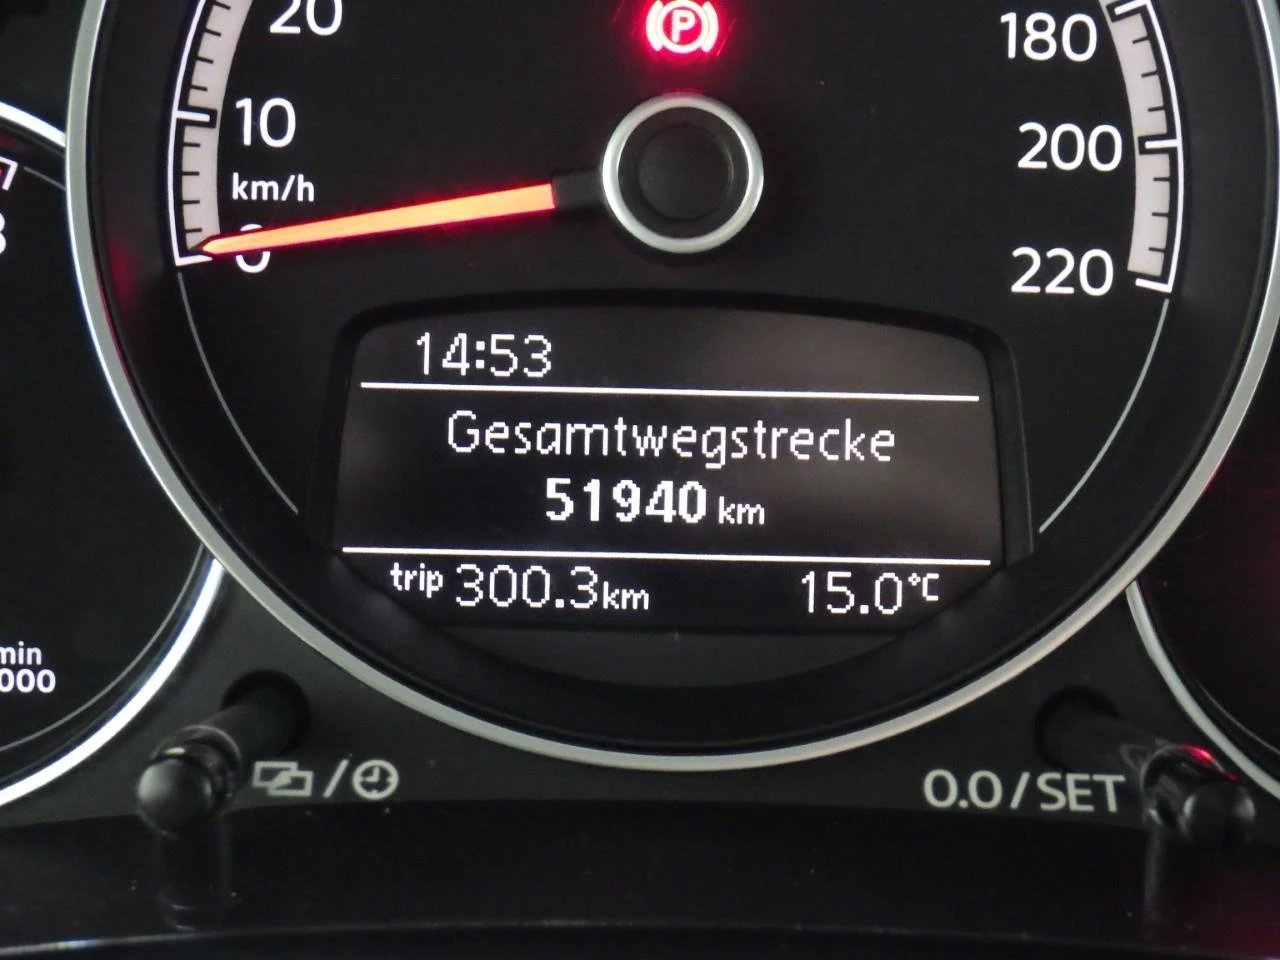 20
10
km/h
0
P
180
200
220
14:53
Gesamtwegstrecke
51940 km
trip 300.3km 15.0°C
min
000
/
0.0/SET